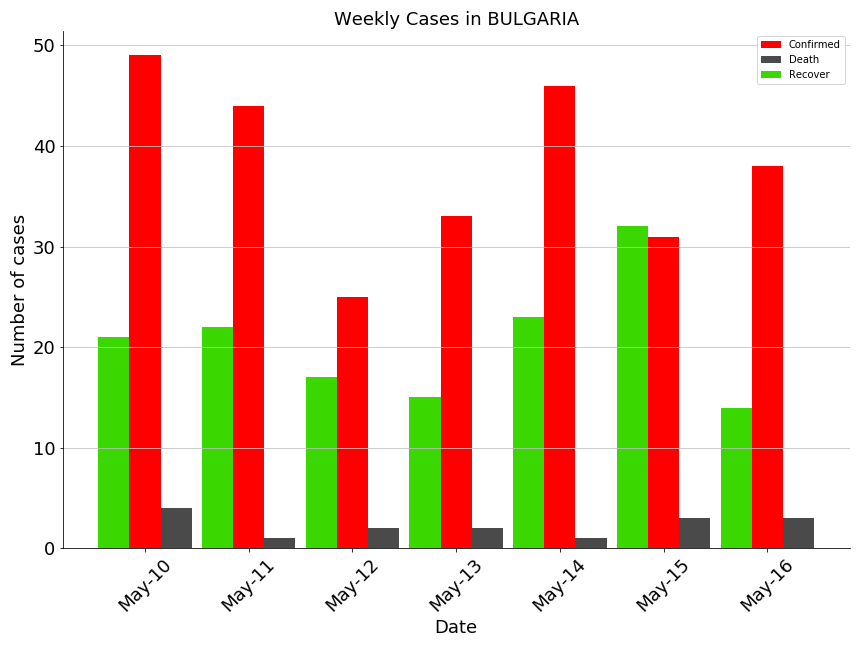 Weekly Cases in BULGARIA
Confirmed
Death
Recover
Number of cases
50
40
30
20
10
0
May-10
May-11
May-12
May-13
May-14
May-15
May-16
Date